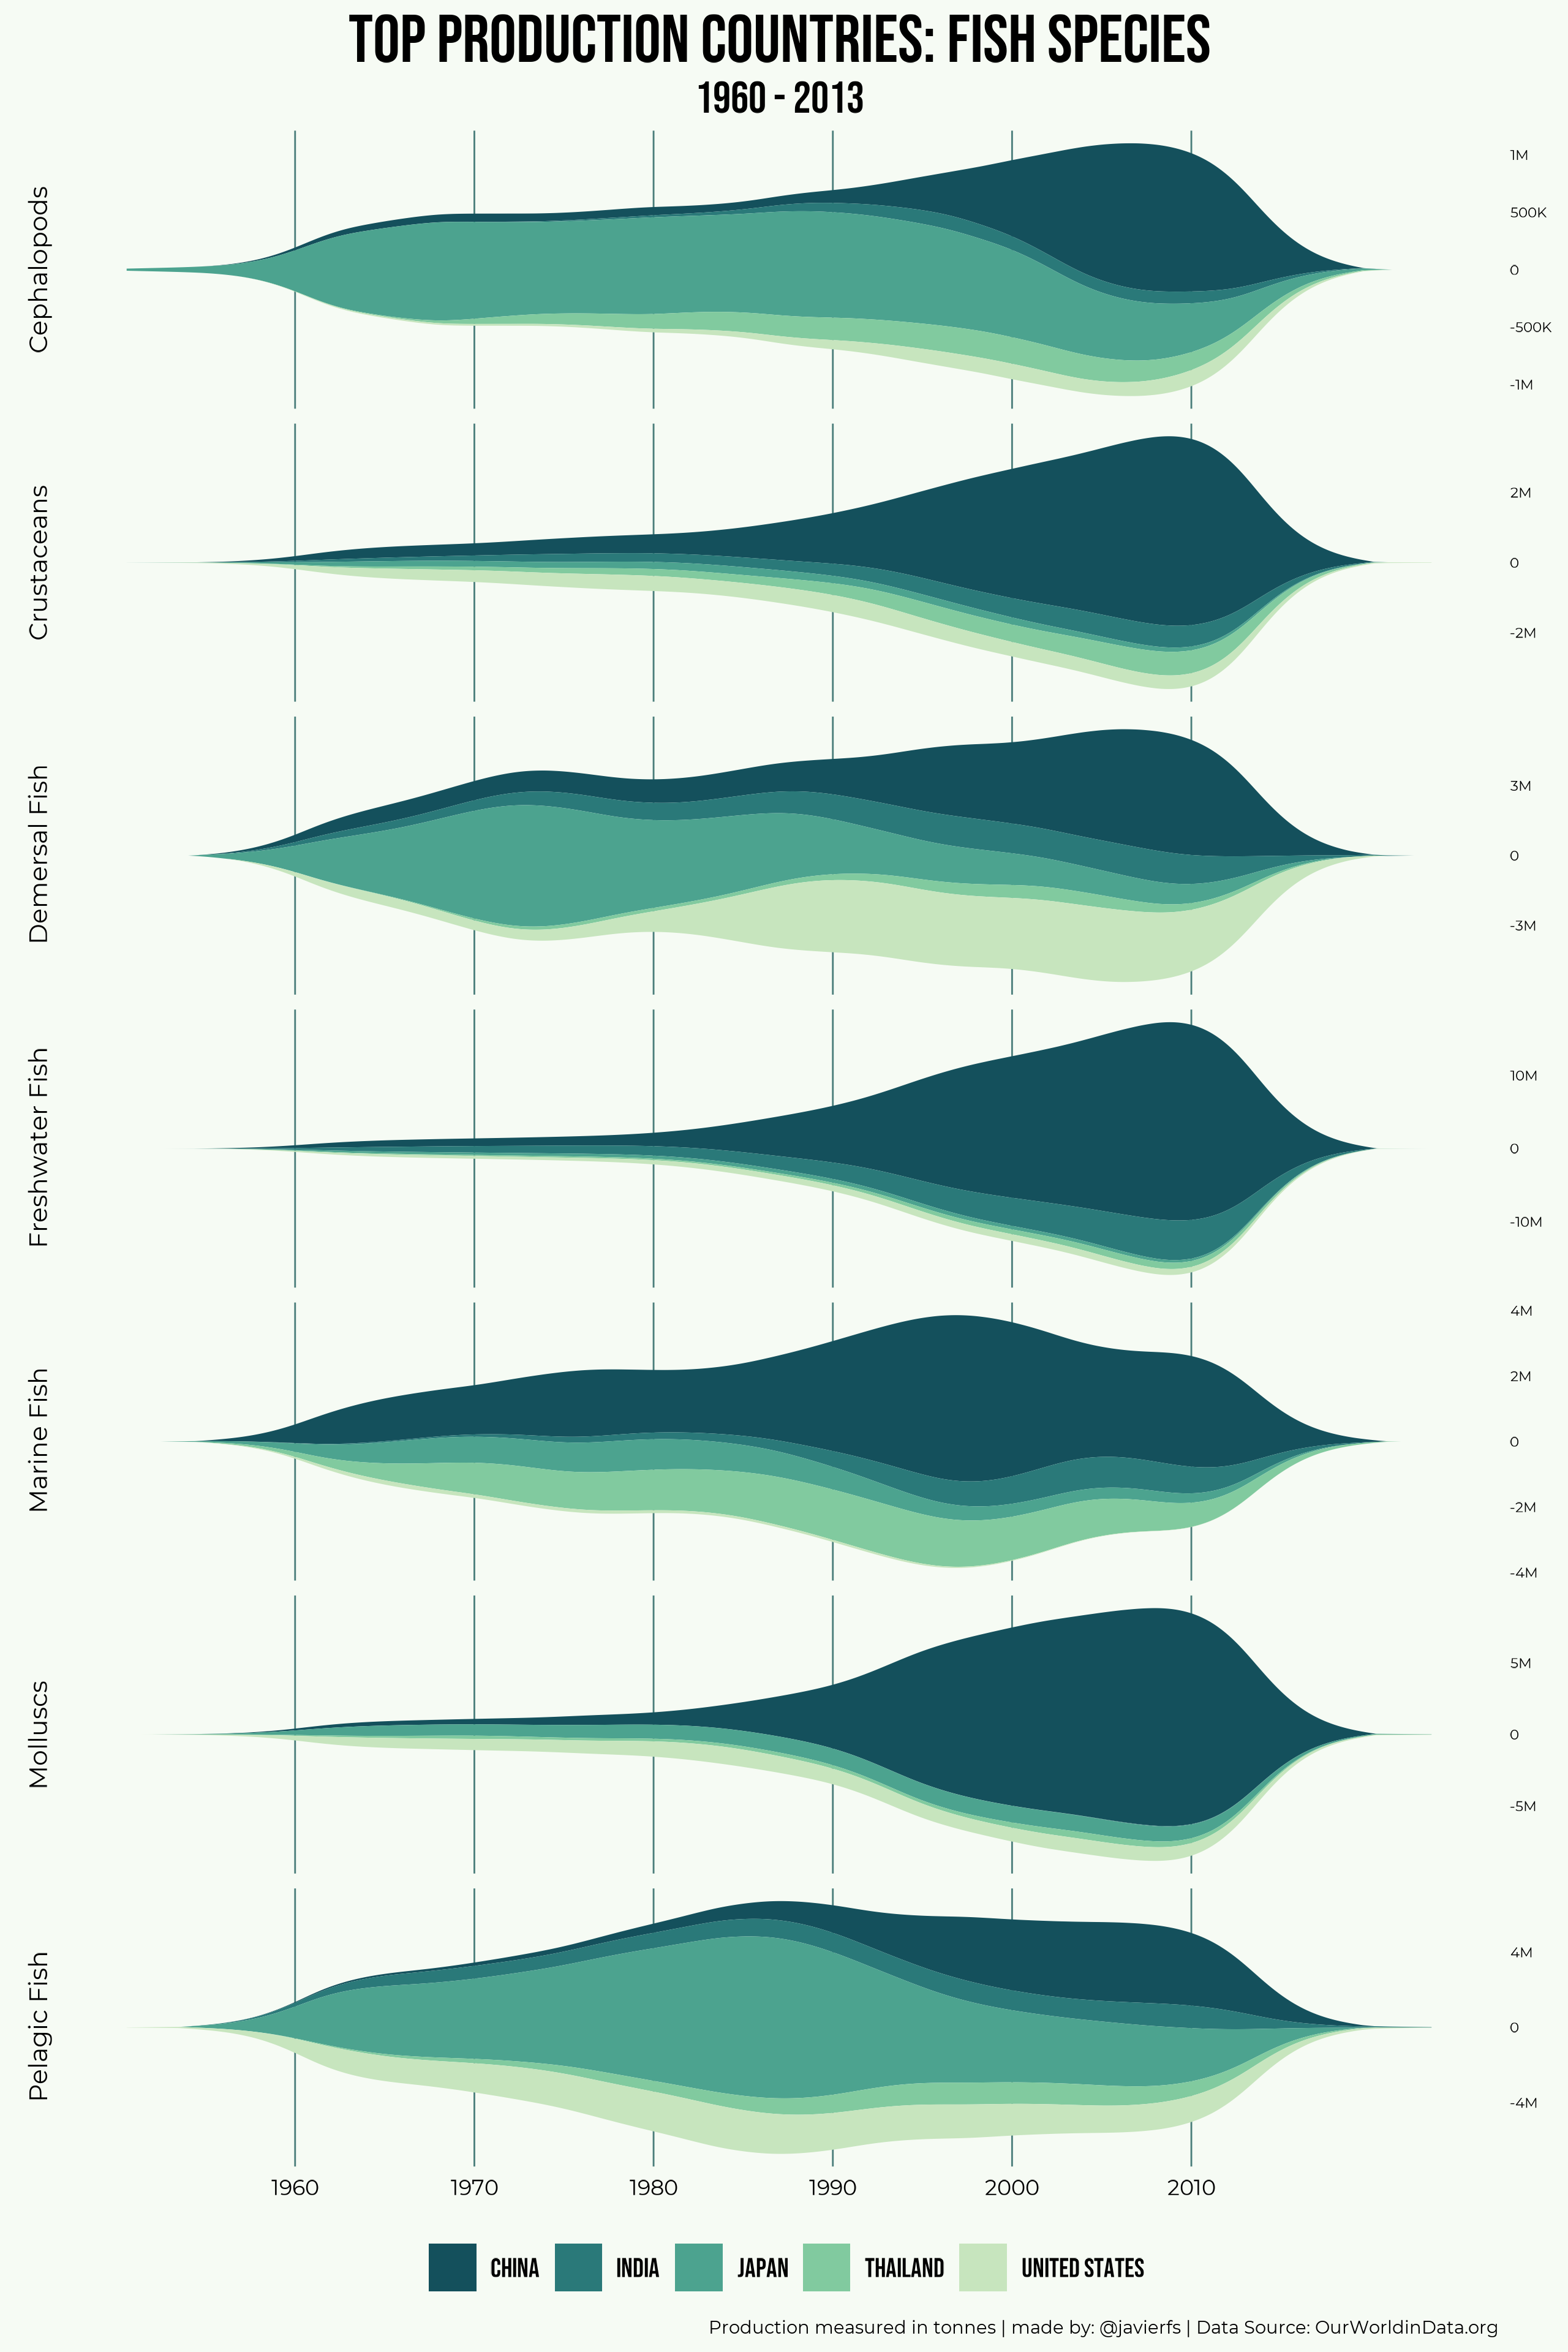 TOP PRODUCTION COUNTRIES: FISH SPECIES
1960 - 2013
Cephalopods
1M
500K
0
-500K
-1M
Crustaceans
2M
0
-2M
Demersal Fish
3M
0
-3M
Freshwater Fish
10M
0
-10M
Marine Fish
4M
2M
0
-2M
-4M
Molluscs
5M
0
-5M
Pelagic Fish
4M
0
-4M
1960 1970 1980 1990 2000 2010
CHINA INDIA JAPAN THAILAND UNITED STATES
Production measured in tonnes | made by: @javierfs | Data Source: OurWorldinData.org